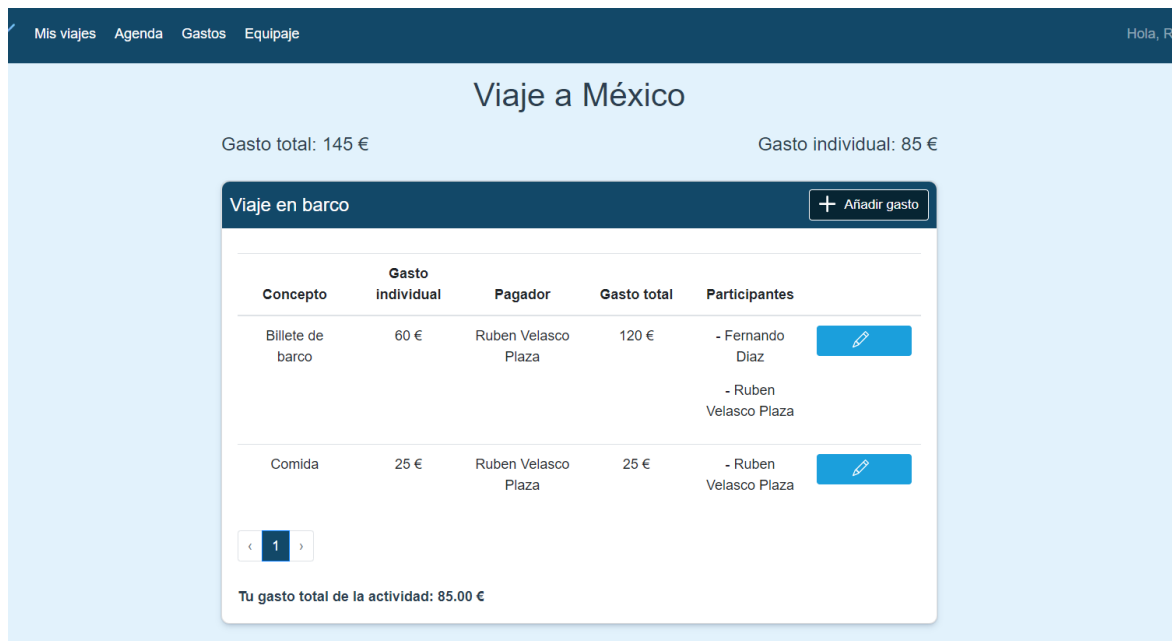 Mis viajes Agenda Gastos Equipaje Hola, R
Viaje a México
Gasto total: 145 € Gasto individual: 85 €
Viaje en barco + Añadir gasto
Concepto Gasto individual Pagador Gasto total Participantes
Billete de barco 60 € Ruben Velasco Plaza 120 € - Fernando Diaz
- Ruben Velasco Plaza
Comida 25 € Ruben Velasco Plaza 25 € - Ruben Velasco Plaza
‹ 1 ›
Tu gasto total de la actividad: 85.00 €